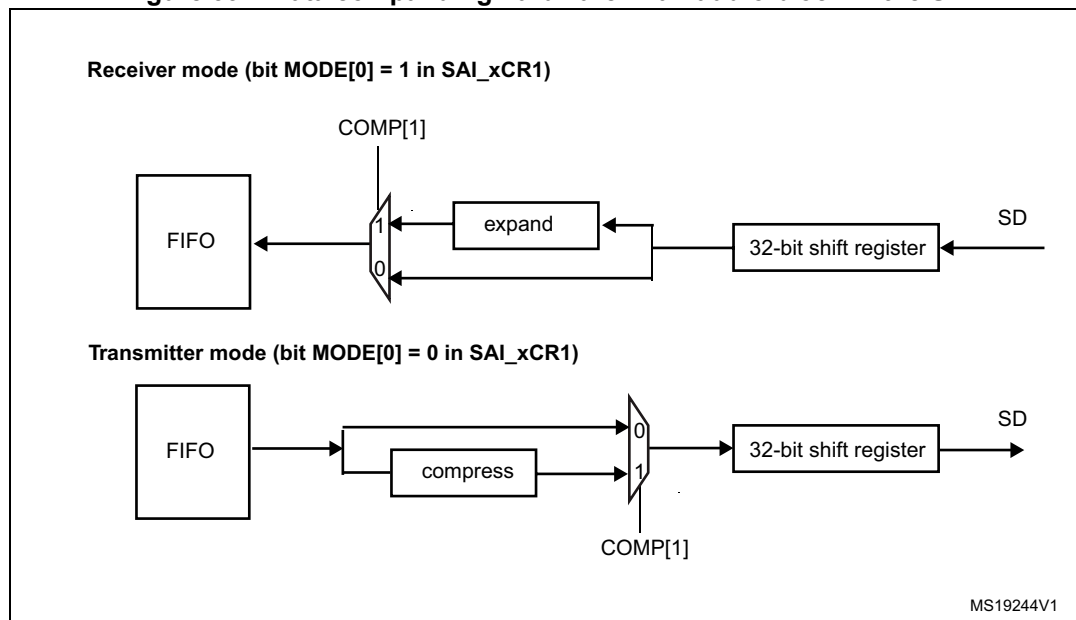 Receiver mode (bit MODE[0] = 1 in SAI_xCR1)
COMP[1]
FIFO
1
0
expand
32-bit shift register
SD
Transmitter mode (bit MODE[0] = 0 in SAI_xCR1)
FIFO
compress
0
1
COMP[1]
32-bit shift register
SD
MS19244V1